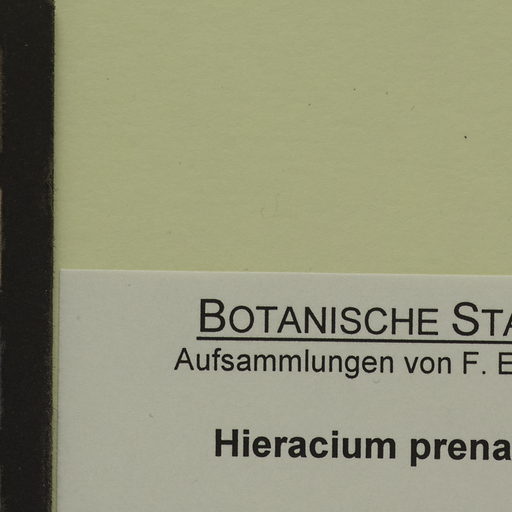 BOTANISCHE STA
Aufsammlungen von F. E
Hieracium prena